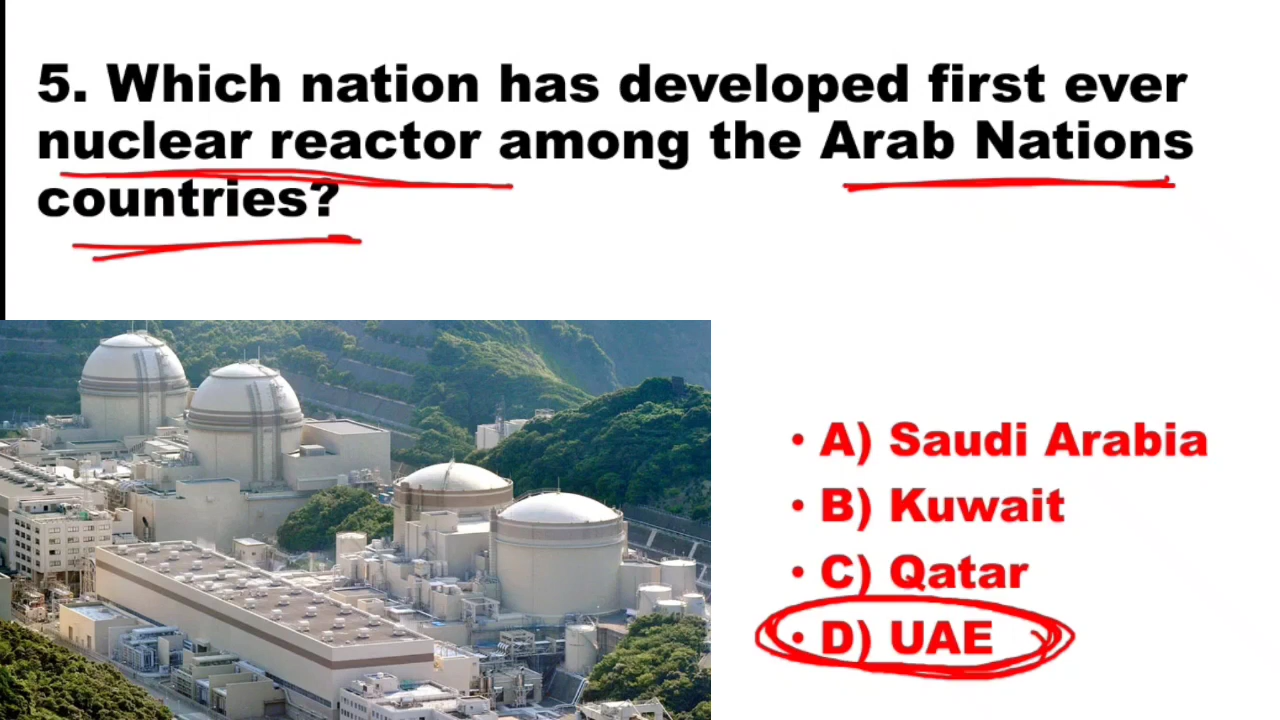 5. Which nation has developed first ever
nuclear reactor among the Arab Nations
countries?
• A) Saudi Arabia
• B) Kuwait
• C) Qatar
• D) UAE